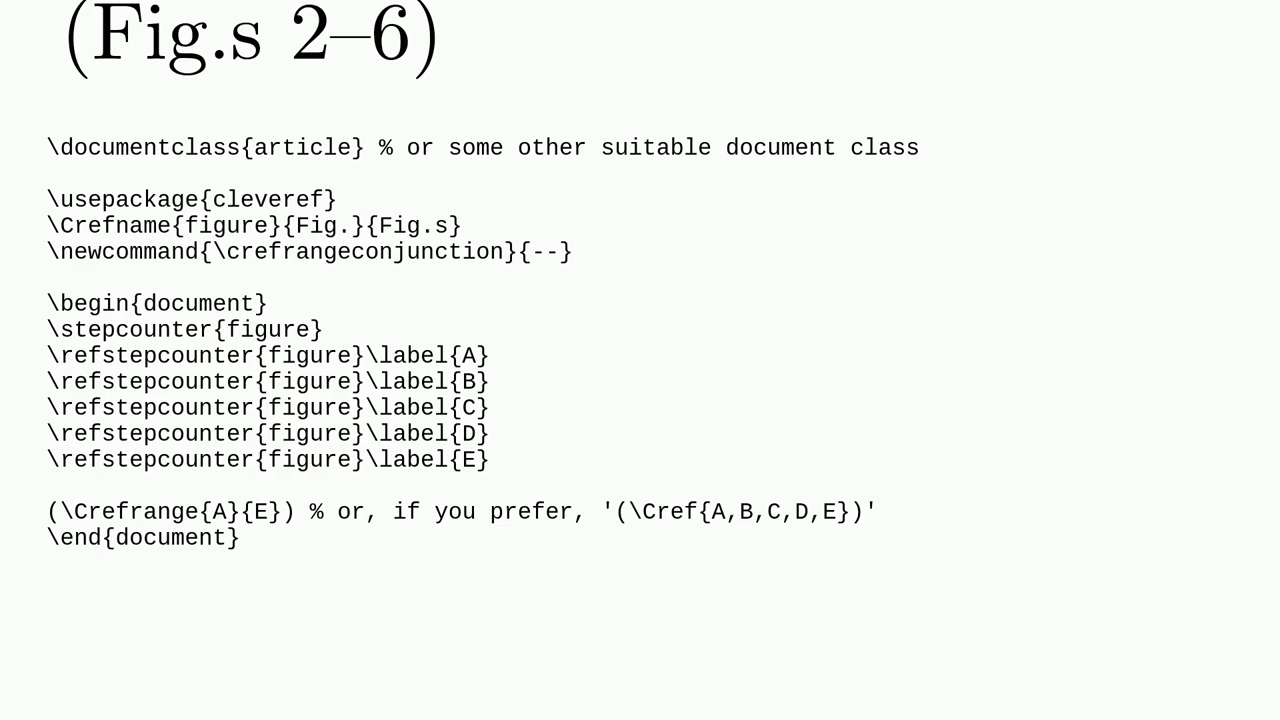 (Fig.s 2–6)
\documentclass{article} % or some other suitable document class
\usepackage{cleveref}
\Crefname{figure}{Fig.}{Fig.s}
\newcommand{\crefrangeconjunction}{--}
\begin{document}
\stepcounter{figure}
\refstepcounter{figure}\label{A}
\refstepcounter{figure}\label{B}
\refstepcounter{figure}\label{C}
\refstepcounter{figure}\label{D}
\refstepcounter{figure}\label{E}
(\Crefrange{A}{E}) % or, if you prefer, '(\Cref{A,B,C,D,E})'
\end{document}